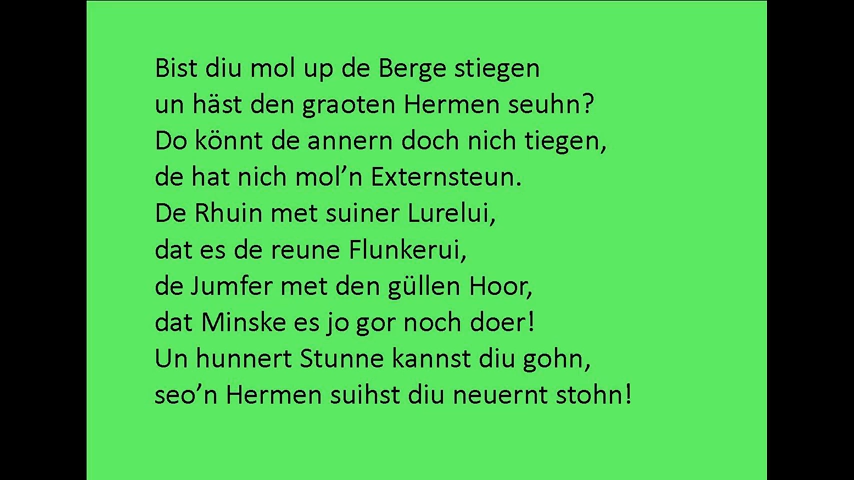 Bist diu mol up de Berge stiegen
un häst den graoten Hermen seuhn?
Do könnt de annern doch nich tiegen,
de hat nich mol’n Externsteun.
De Rhuin met suiner Lurelui,
dat es de reune Flunkerui,
de Jumfer met den güllen Hoor,
dat Minske es jo gor noch doer!
Un hunnert Stunne kannst diu gohn,
seo’n Hermen suihst diu neuernt stohn!